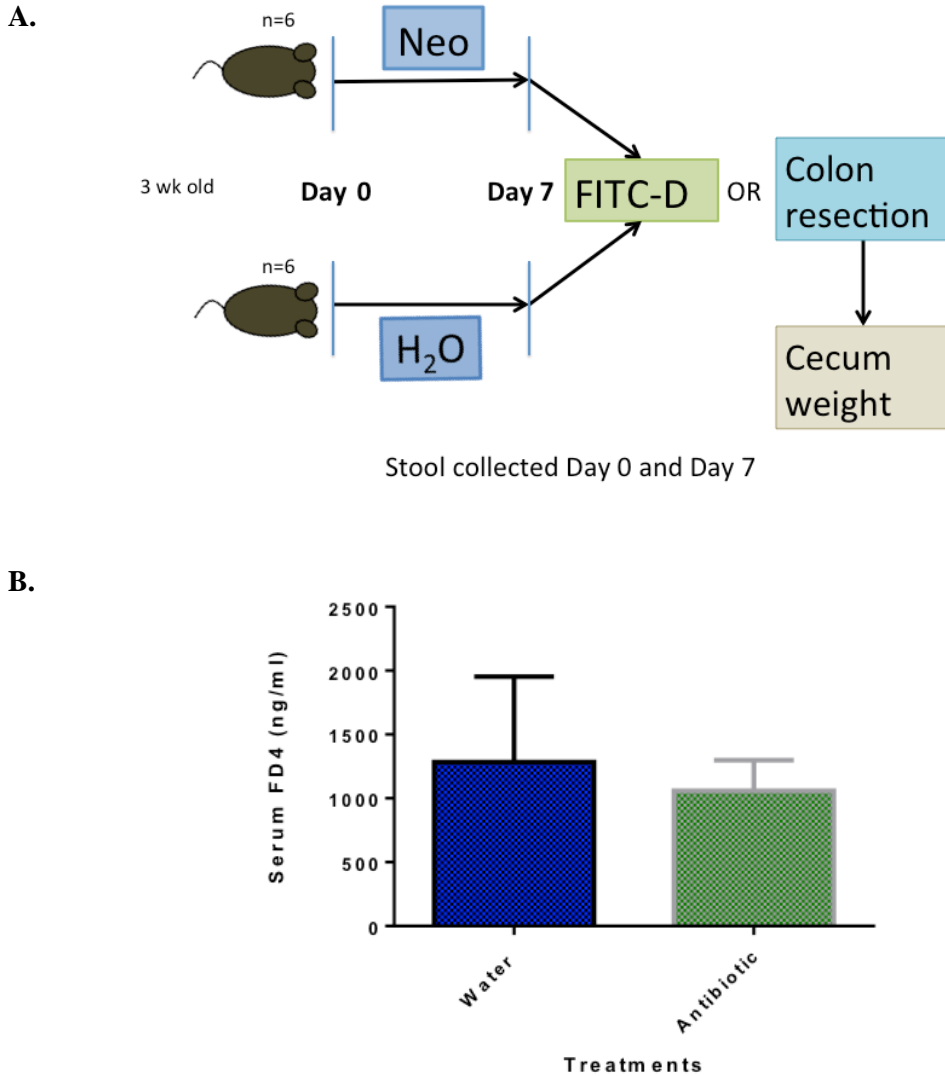 A.
n=6
Neo
3 wk old
Day 0
Day 7
FITC-D
OR
Colon
resection
n=6
H₂O
Cecum
weight
Stool collected Day 0 and Day 7
B.
2500
2000
1500
1000
500
0
Serum FD4 (ng/ml)
Water
Antibiotic
Treatments